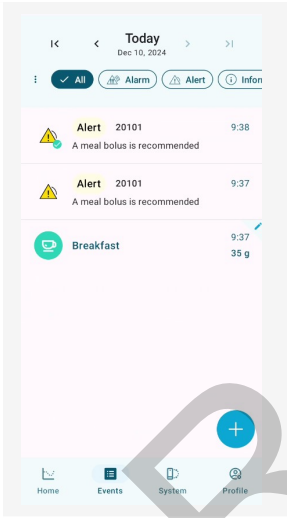 Today
Dec 10, 2024
All
Alarm
Alert
Infor
Alert 20101 9:38
A meal bolus is recommended
Alert 20101 9:37
A meal bolus is recommended
Breakfast 9:37
35 g
Home Events System Profile